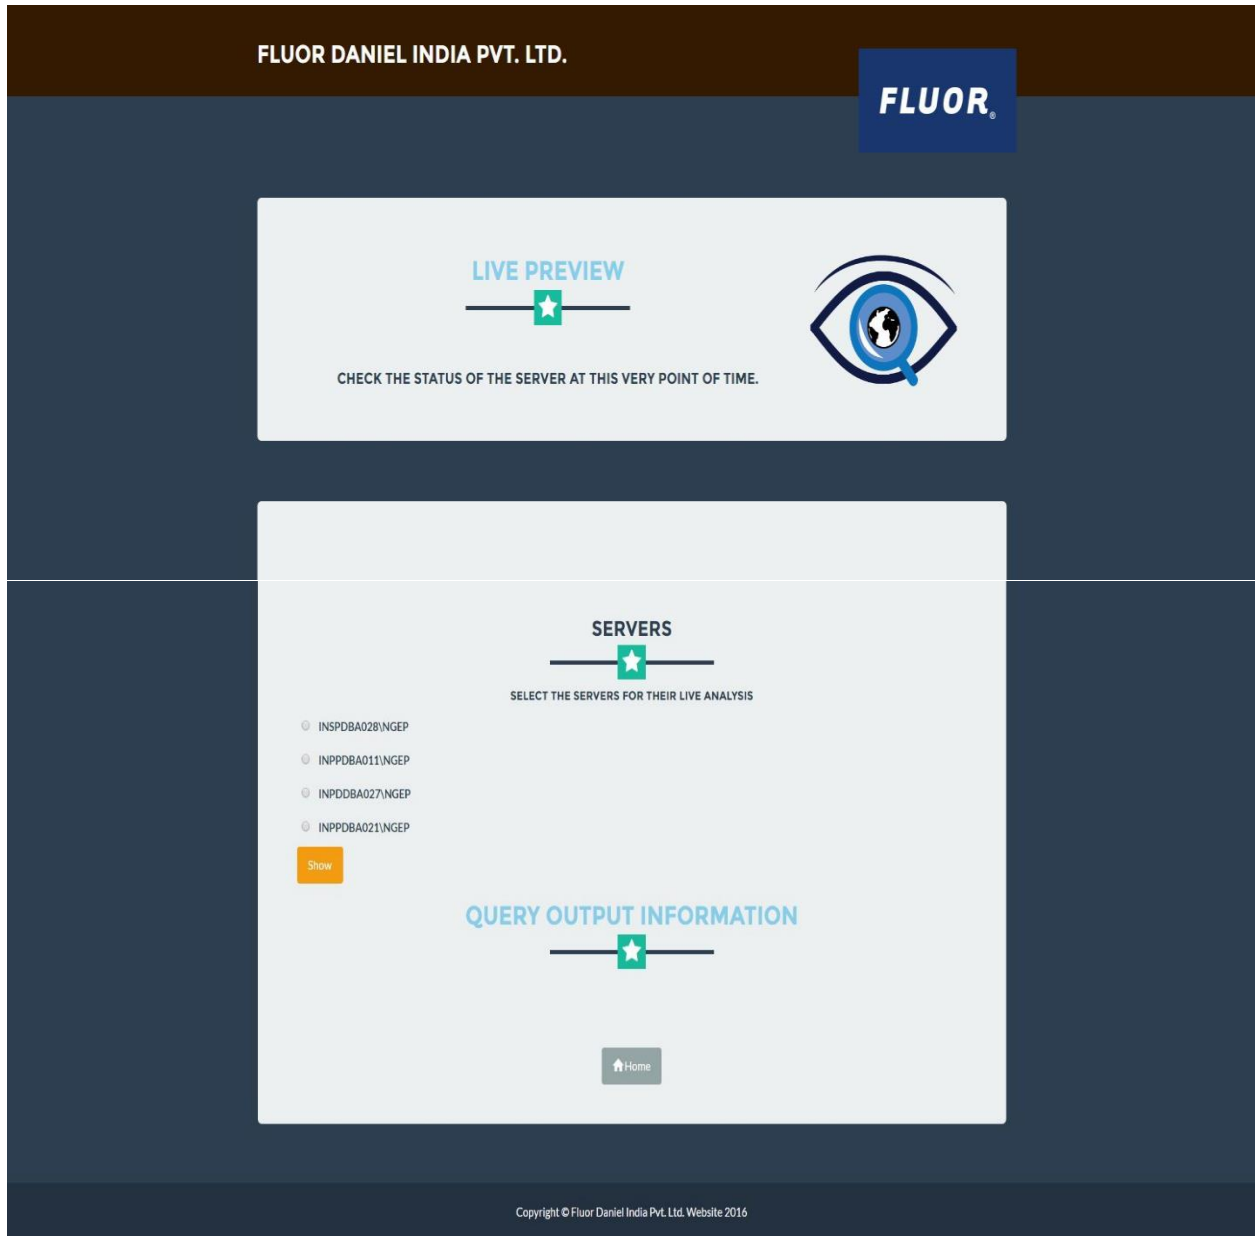 FLUOR DANIEL INDIA PVT. LTD.
FLUOR®
LIVE PREVIEW
CHECK THE STATUS OF THE SERVER AT THIS VERY POINT OF TIME.
SERVERS
SELECT THE SERVERS FOR THEIR LIVE ANALYSIS
INSPDBA028\NGEP
INPPDBA011\NGEP
INPDDBA027\NGEP
INPPDBA021\NGEP
Show
QUERY OUTPUT INFORMATION
Home
Copyright © Fluor Daniel India Pvt. Ltd. Website 2016